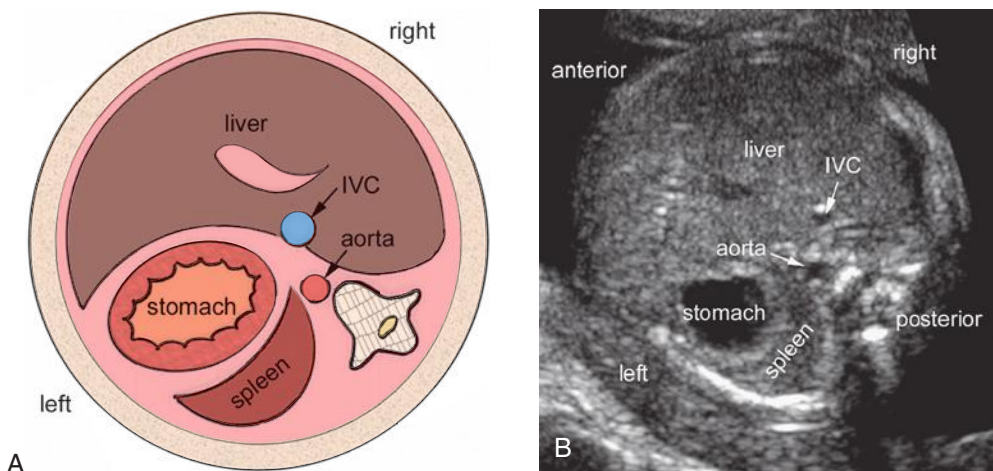 right
liver
IVC
aorta
stomach
spleen
left
A
anterior
right
liver
IVC
aorta
stomach
posterior
spleen
left
B